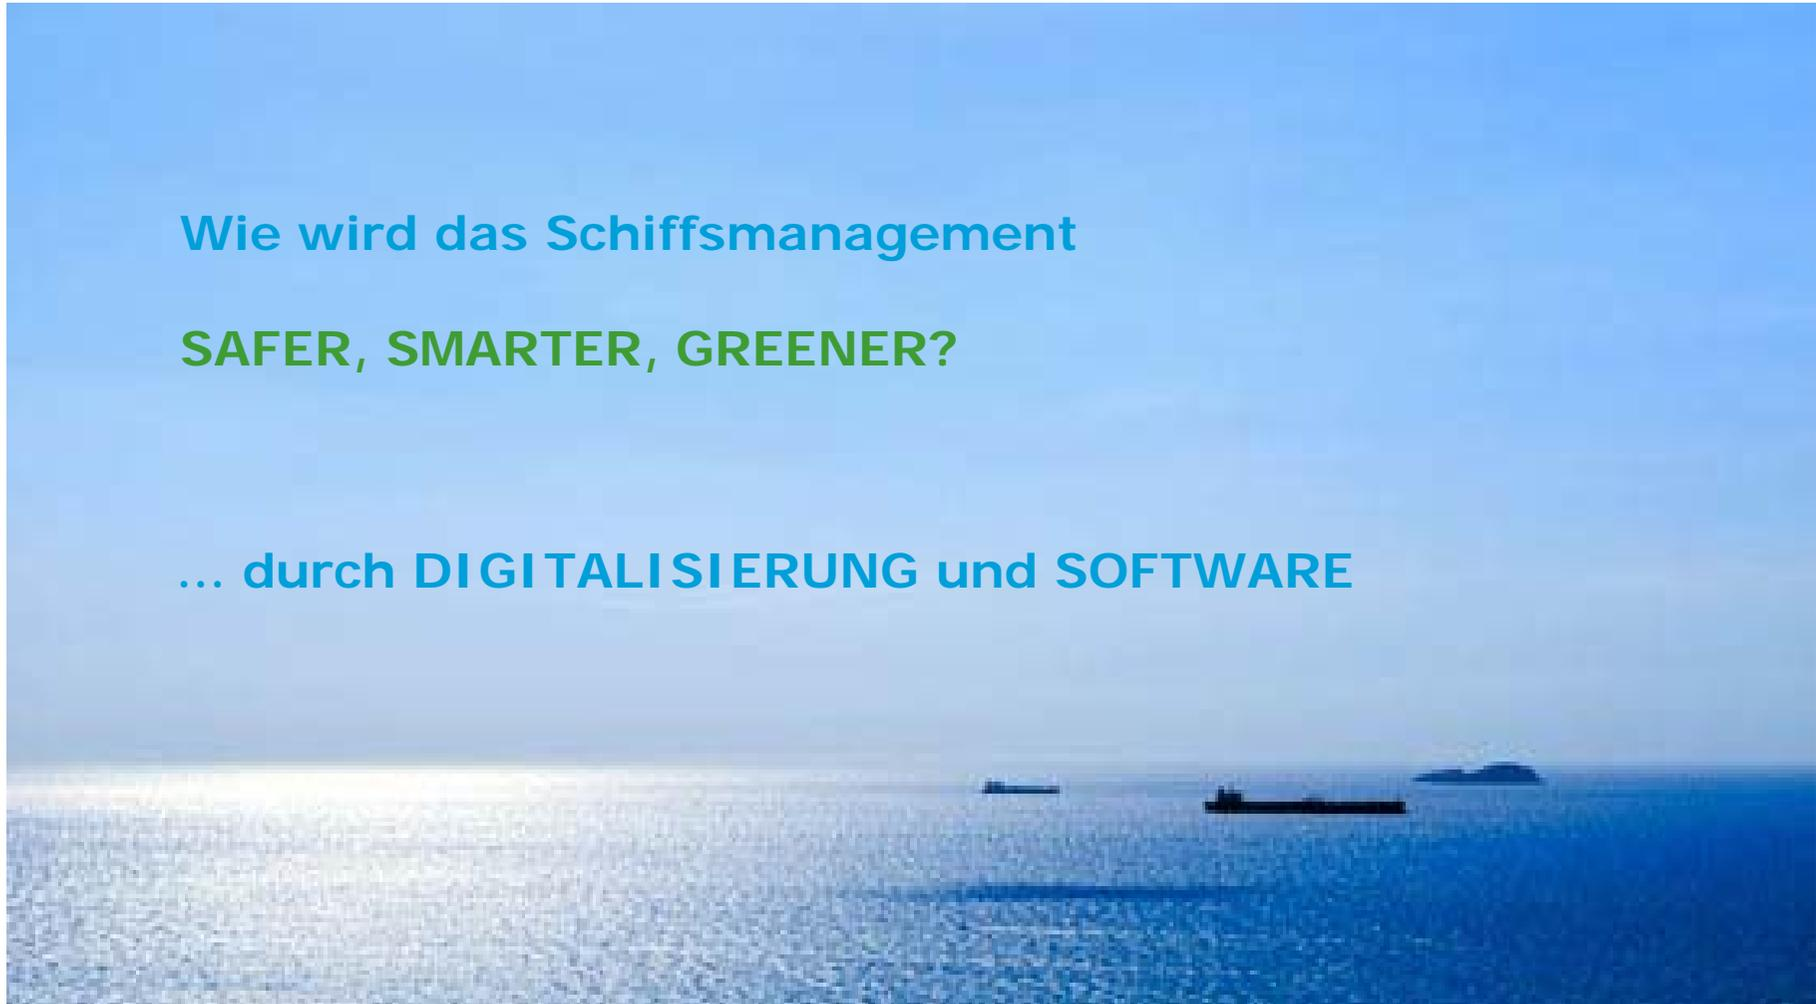 Wie wird das Schiffsmanagement
SAFER, SMARTER, GREENER?
... durch DIGITALISIERUNG und SOFTWARE